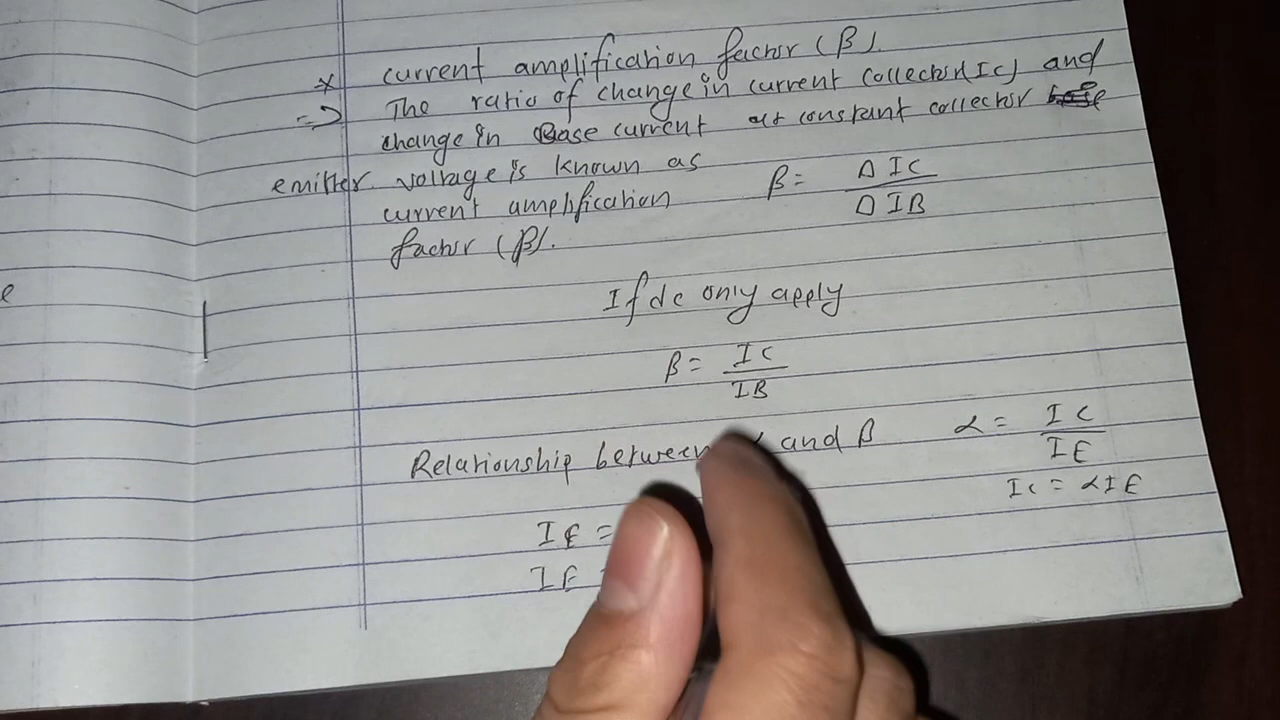 * current amplification factor (β).
=> The ratio of change in current collector (Ic) and
change in Base current at constant collector
emitter voltage is known as
current amplification
factor (β).
β = Δ IC / Δ IB
If dc only apply
β = IC / IB
Relationship between α and β
α = IC / IE
Ic = αIE
IE =
IE
e